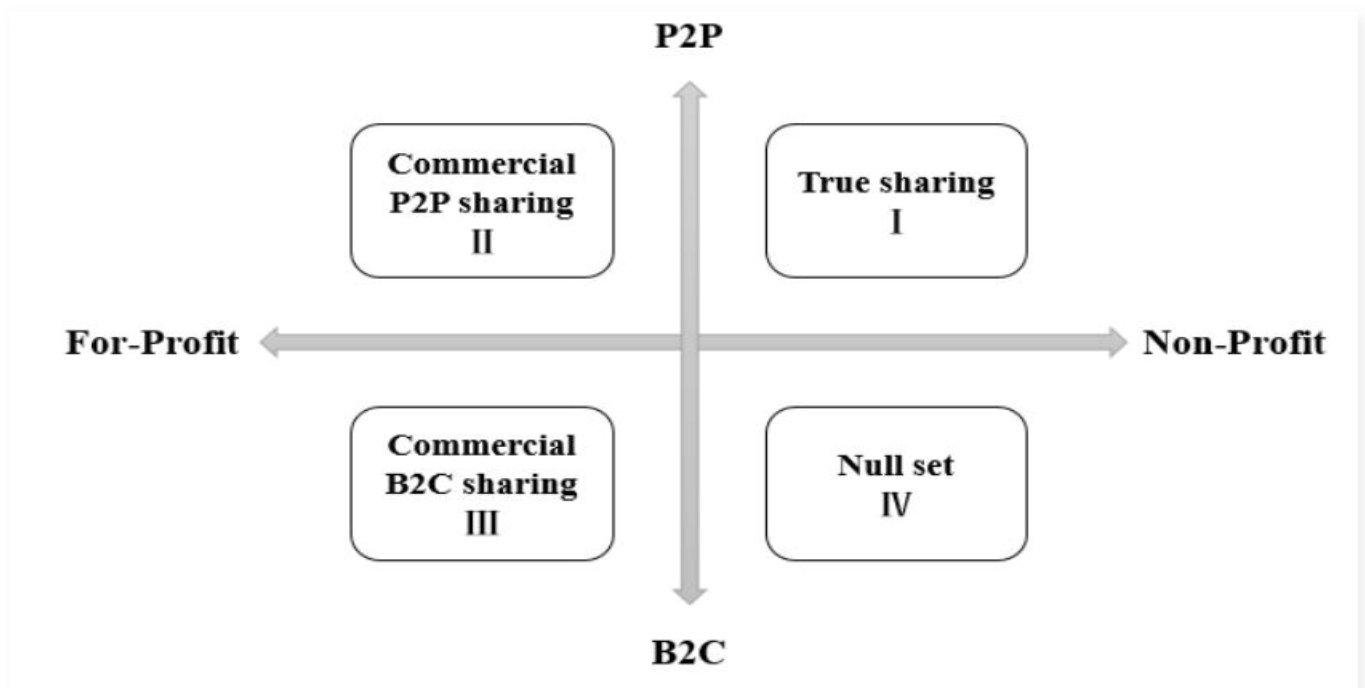 P2P
Commercial
P2P sharing
II
True sharing
I
For-Profit
Non-Profit
Commercial
B2C sharing
III
Null set
IV
B2C